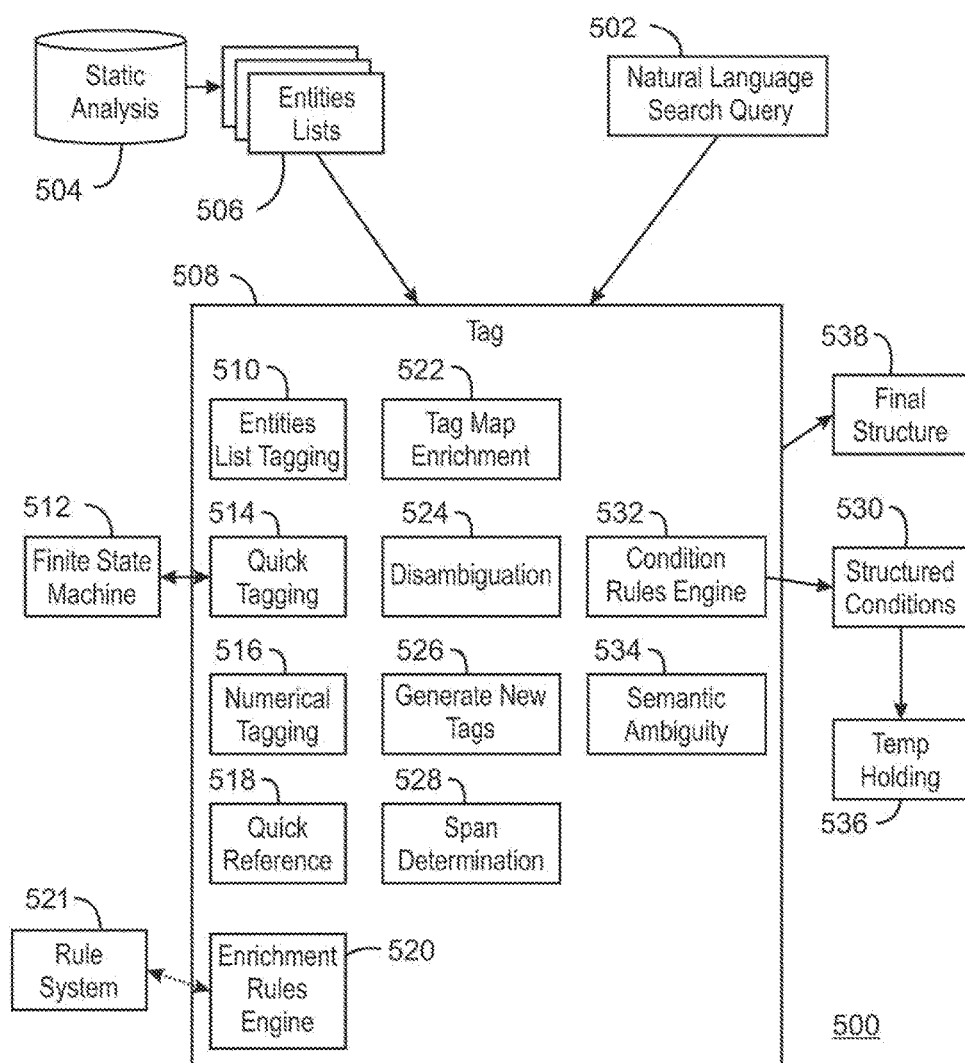 502
Static
Analysis
Entities
Lists
Natural Language
Search Query
504
506
508
Tag
510
522
538
Entities
List Tagging
Tag Map
Enrichment
Final
Structure
512
514
524
532
530
Finite State
Machine
Quick
Tagging
Disambiguation
Condition
Rules Engine
Structured
Conditions
516
526
534
Numerical
Tagging
Generate New
Tags
Semantic
Ambiguity
Temp
Holding
536
518
528
Quick
Reference
Span
Determination
521
Rule
System
Enrichment
Rules
Engine
520
500